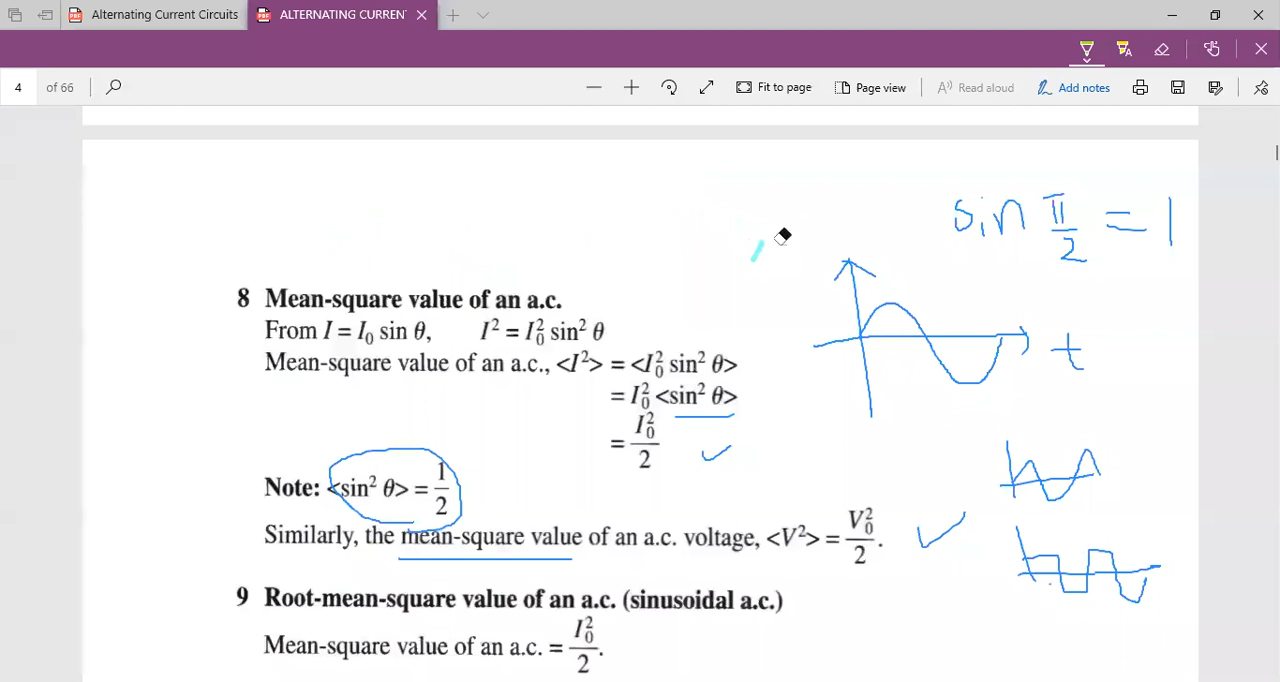 Alternating Current Circuits
ALTERNATING CURRENT
4 of 66
Fit to page
Page view
Read aloud
Add notes
sin π/2 = 1
t
8 Mean-square value of an a.c.
From I = I₀ sin θ, I² = I₀² sin² θ
Mean-square value of an a.c., <I²> = <I₀² sin² θ>
= I₀² <sin² θ>
= I₀²/2
Note: <sin² θ> = 1/2
Similarly, the mean-square value of an a.c. voltage, <V²> = V₀²/2.
9 Root-mean-square value of an a.c. (sinusoidal a.c.)
Mean-square value of an a.c. = I₀²/2.